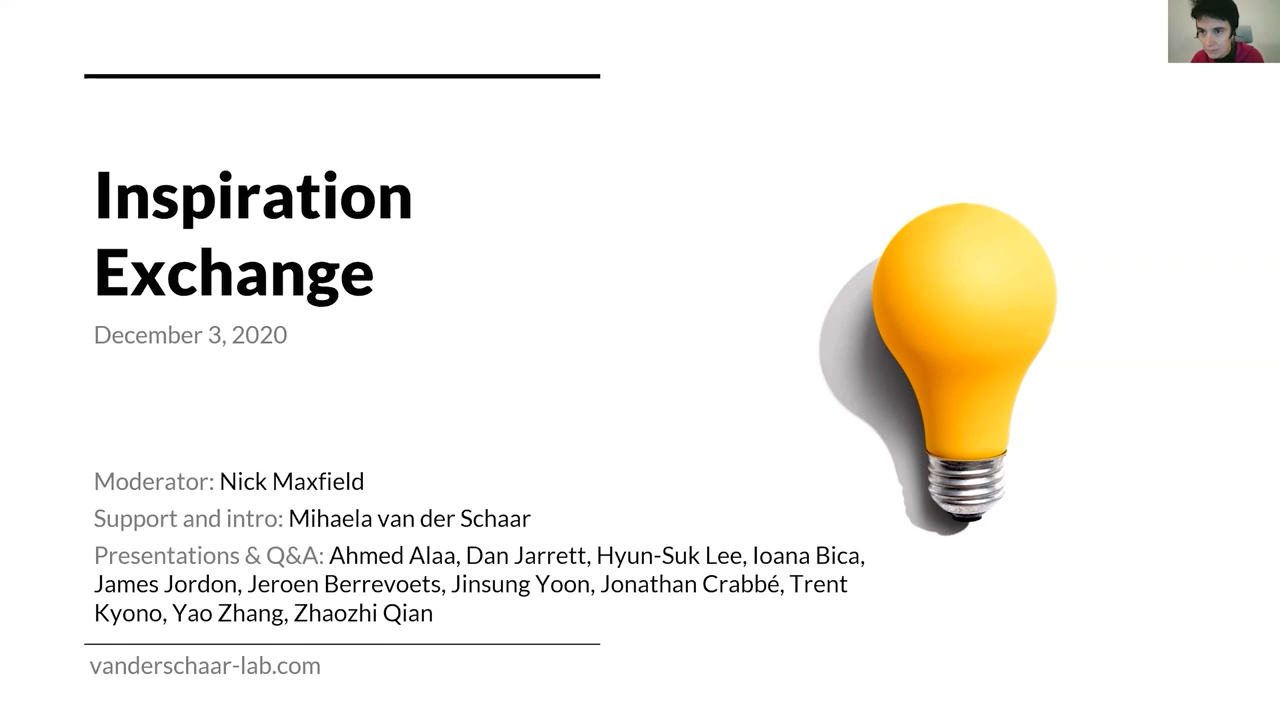 Inspiration
Exchange
December 3, 2020
Moderator: Nick Maxfield
Support and intro: Mihaela van der Schaar
Presentations & Q&A: Ahmed Alaa, Dan Jarrett, Hyun-Suk Lee, Ioana Bica,
James Jordon, Jeroen Berrevoets, Jinsung Yoon, Jonathan Crabbé, Trent
Kyono, Yao Zhang, Zhaozhi Qian
vanderschaar-lab.com